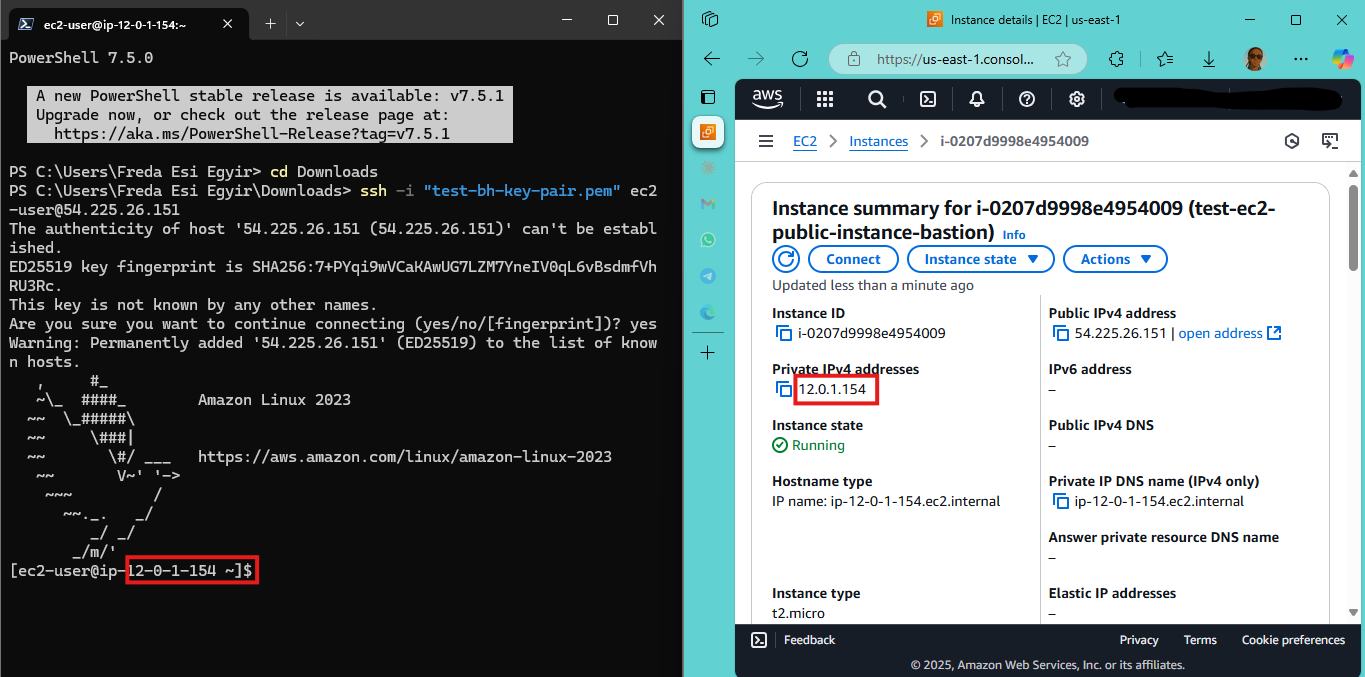 ec2-user@ip-12-0-1-154:~
PowerShell 7.5.0
A new PowerShell stable release is available: v7.5.1
Upgrade now, or check out the release page at:
https://aka.ms/PowerShell-Release?tag=v7.5.1
PS C:\Users\Freda Esi Egyir> cd Downloads
PS C:\Users\Freda Esi Egyir\Downloads> ssh -i "test-bh-key-pair.pem" ec2
-user@54.225.26.151
The authenticity of host '54.225.26.151 (54.225.26.151)' can't be establ
ished.
ED25519 key fingerprint is SHA256:7+PYqi9wVCaKAwUG7LZM7YneIV0qL6vBsdmfVh
RU3Rc.
This key is not known by any other names.
Are you sure you want to continue connecting (yes/no/[fingerprint])? yes
Warning: Permanently added '54.225.26.151' (ED25519) to the list of know
n hosts.
   ,     #_
   ~\_  ####_        Amazon Linux 2023
  ~~  \_#####\
  ~~     \###|
  ~~       \#/ ___   https://aws.amazon.com/linux/amazon-linux-2023
   ~~       V~' '->
    ~~~         /
      ~~._.   _/
         _/ _/
       _/m/'
[ec2-user@ip-12-0-1-154 ~]$
Instance details | EC2 | us-east-1
https://us-east-1.consol...
aws
EC2 > Instances > i-0207d9998e4954009
Instance summary for i-0207d9998e4954009 (test-ec2-
public-instance-bastion) Info
Connect Instance state Actions
Updated less than a minute ago
Instance ID
i-0207d9998e4954009
Public IPv4 address
54.225.26.151 | open address
Private IPv4 addresses
12.0.1.154
IPv6 address
–
Instance state
Running
Public IPv4 DNS
–
Hostname type
IP name: ip-12-0-1-154.ec2.internal
Private IP DNS name (IPv4 only)
ip-12-0-1-154.ec2.internal
Answer private resource DNS name
–
Instance type
t2.micro
Elastic IP addresses
–
Feedback Privacy Terms Cookie preferences
© 2025, Amazon Web Services, Inc. or its affiliates.